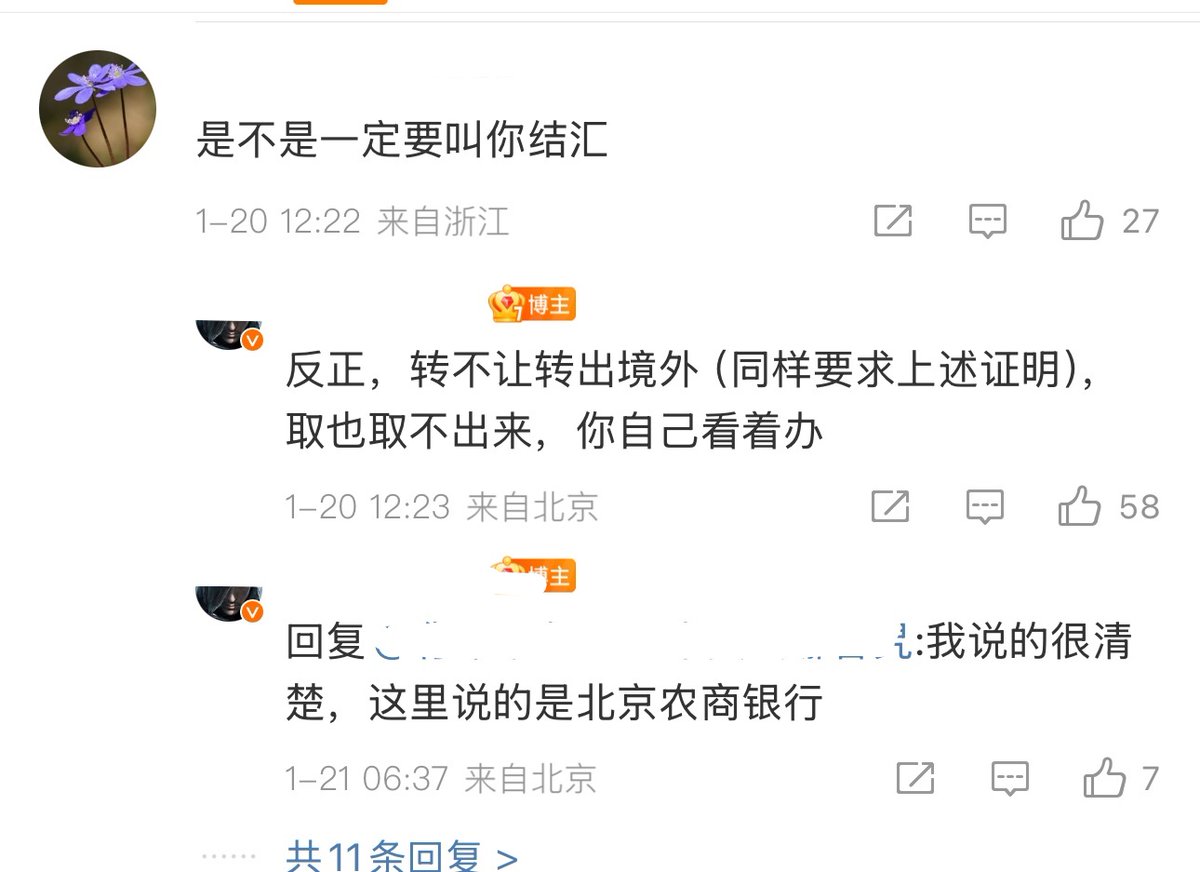 是不是一定要叫你结汇
1-20 12:22 来自浙江
27
博主
反正，转不让转出境外（同样要求上述证明），
取也取不出来，你自己看着办
1-20 12:23 来自北京
58
博主
回复
:我说的很清
楚，这里说的是北京农商银行
1-21 06:37 来自北京
7
共11条回复 >